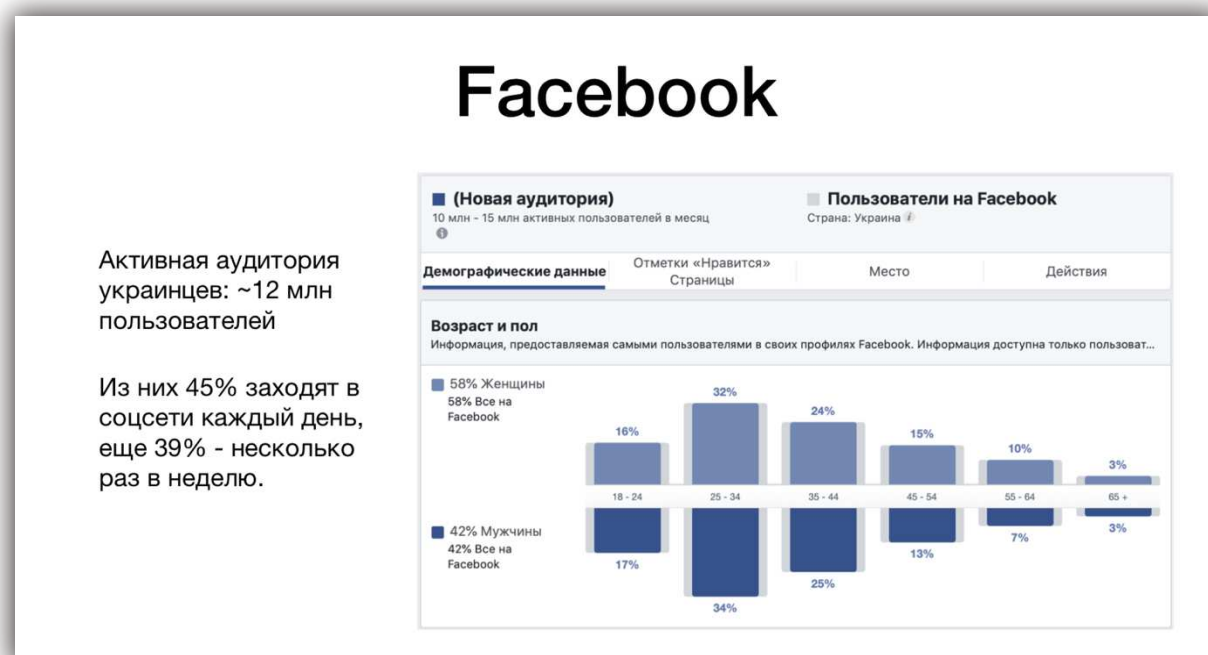 Facebook
Активная аудитория
украинцев: ~12 млн
пользователей
Из них 45% заходят в
соцсети каждый день,
еще 39% - несколько
раз в неделю.
(Новая аудитория)
10 млн - 15 млн активных пользователей в месяц
Пользователи на Facebook
Страна: Украина
Демографические данные
Отметки «Нравится»
Страницы
Место
Действия
Возраст и пол
Информация, предоставляемая самыми пользователями в своих профилях Facebook. Информация доступна только пользоват...
58% Женщины
58% Все на
Facebook
16%
32%
24%
15%
10%
3%
18 - 24
25 - 34
35 - 44
45 - 54
55 - 64
65 +
42% Мужчины
42% Все на
Facebook
17%
34%
25%
13%
7%
3%